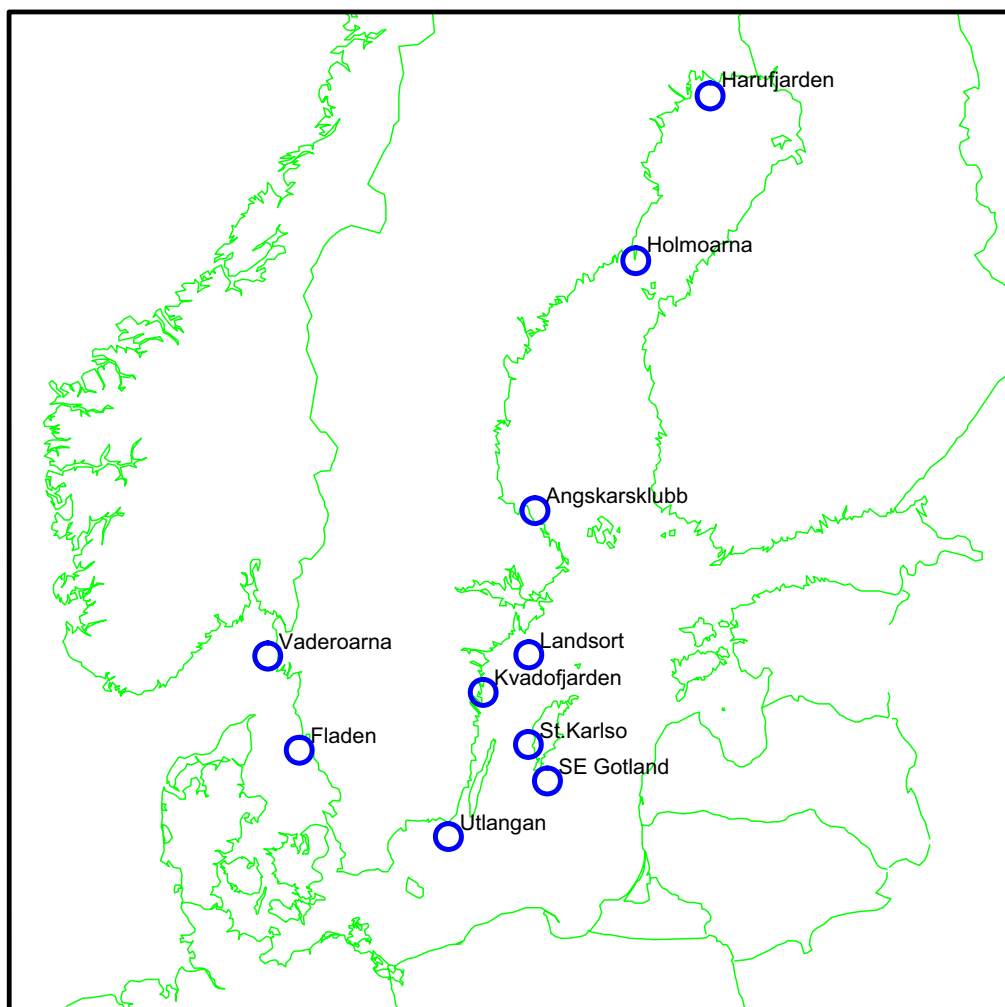 Harufjarden
Holmoarna
Angskarsklubb
Vaderoarna
Landsort
Kvadofjarden
Fladen
St.Karlso
SE Gotland
Utlangan